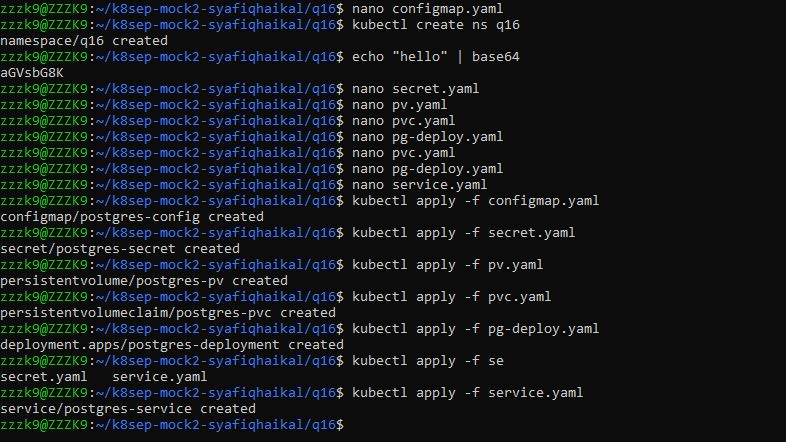 zzzk9@ZZZK9:~/k8sep-mock2-syafiqhaikal/q16$ nano configmap.yaml
zzzk9@ZZZK9:~/k8sep-mock2-syafiqhaikal/q16$ kubectl create ns q16
namespace/q16 created
zzzk9@ZZZK9:~/k8sep-mock2-syafiqhaikal/q16$ echo "hello" | base64
aGVsbG8K
zzzk9@ZZZK9:~/k8sep-mock2-syafiqhaikal/q16$ nano secret.yaml
zzzk9@ZZZK9:~/k8sep-mock2-syafiqhaikal/q16$ nano pv.yaml
zzzk9@ZZZK9:~/k8sep-mock2-syafiqhaikal/q16$ nano pvc.yaml
zzzk9@ZZZK9:~/k8sep-mock2-syafiqhaikal/q16$ nano pg-deploy.yaml
zzzk9@ZZZK9:~/k8sep-mock2-syafiqhaikal/q16$ nano pvc.yaml
zzzk9@ZZZK9:~/k8sep-mock2-syafiqhaikal/q16$ nano pg-deploy.yaml
zzzk9@ZZZK9:~/k8sep-mock2-syafiqhaikal/q16$ nano service.yaml
zzzk9@ZZZK9:~/k8sep-mock2-syafiqhaikal/q16$ kubectl apply -f configmap.yaml
configmap/postgres-config created
zzzk9@ZZZK9:~/k8sep-mock2-syafiqhaikal/q16$ kubectl apply -f secret.yaml
secret/postgres-secret created
zzzk9@ZZZK9:~/k8sep-mock2-syafiqhaikal/q16$ kubectl apply -f pv.yaml
persistentvolume/postgres-pv created
zzzk9@ZZZK9:~/k8sep-mock2-syafiqhaikal/q16$ kubectl apply -f pvc.yaml
persistentvolumeclaim/postgres-pvc created
zzzk9@ZZZK9:~/k8sep-mock2-syafiqhaikal/q16$ kubectl apply -f pg-deploy.yaml
deployment.apps/postgres-deployment created
zzzk9@ZZZK9:~/k8sep-mock2-syafiqhaikal/q16$ kubectl apply -f se
secret.yaml   service.yaml
zzzk9@ZZZK9:~/k8sep-mock2-syafiqhaikal/q16$ kubectl apply -f service.yaml
service/postgres-service created
zzzk9@ZZZK9:~/k8sep-mock2-syafiqhaikal/q16$